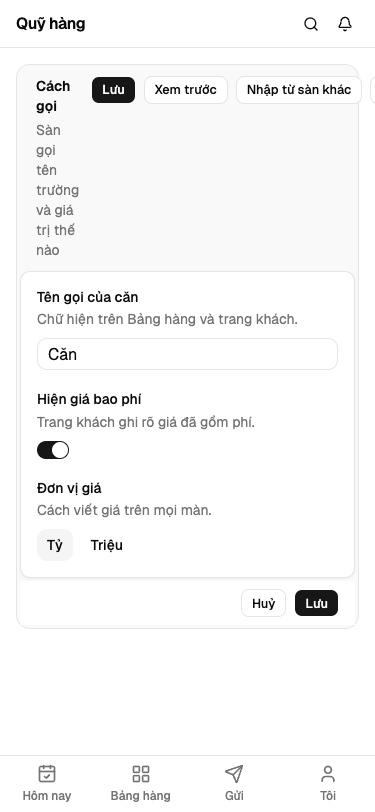 Quỹ hàng
Cách gọi
Sàn gọi tên trường và giá trị thế nào
Lưu
Xem trước
Nhập từ sàn khác
Tên gọi của căn
Chữ hiện trên Bảng hàng và trang khách.
Căn
Hiện giá bao phí
Trang khách ghi rõ giá đã gồm phí.
Đơn vị giá
Cách viết giá trên mọi màn.
Tỷ
Triệu
Huỷ
Lưu
Hôm nay
Bảng hàng
Gửi
Tôi